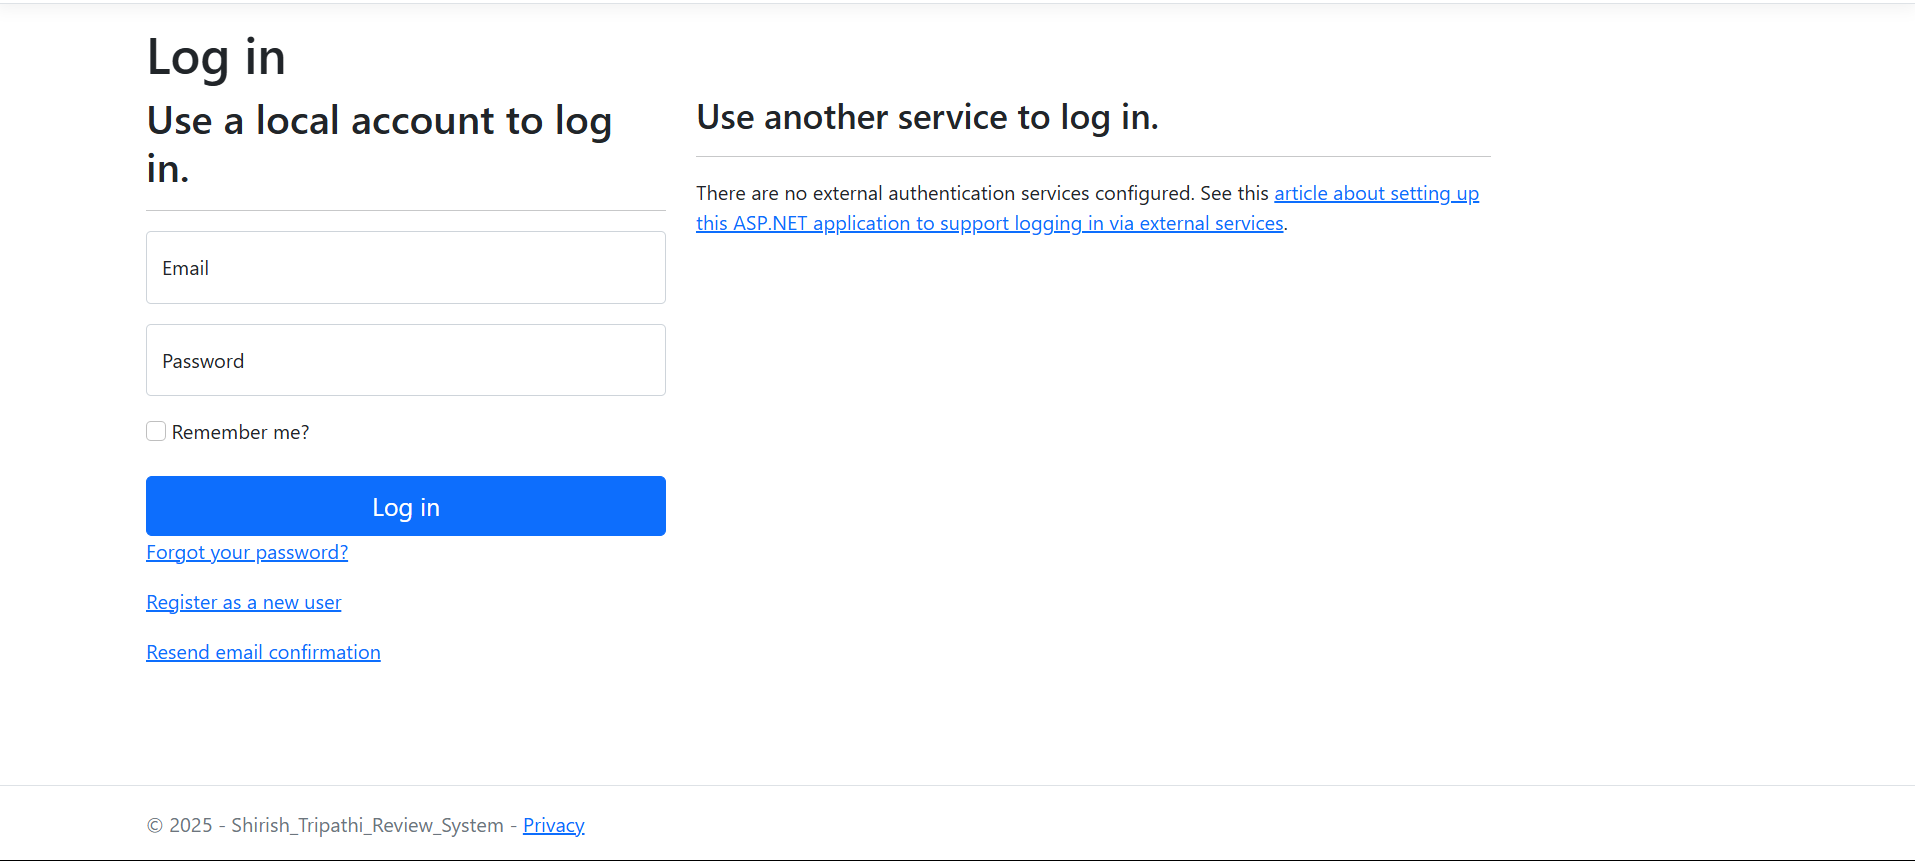 Log in
Use a local account to log
in.
Email
Password
Remember me?
Log in
Forgot your password?
Register as a new user
Resend email confirmation
Use another service to log in.
There are no external authentication services configured. See this article about setting up
this ASP.NET application to support logging in via external services.
© 2025 - Shirish_Tripathi_Review_System - Privacy